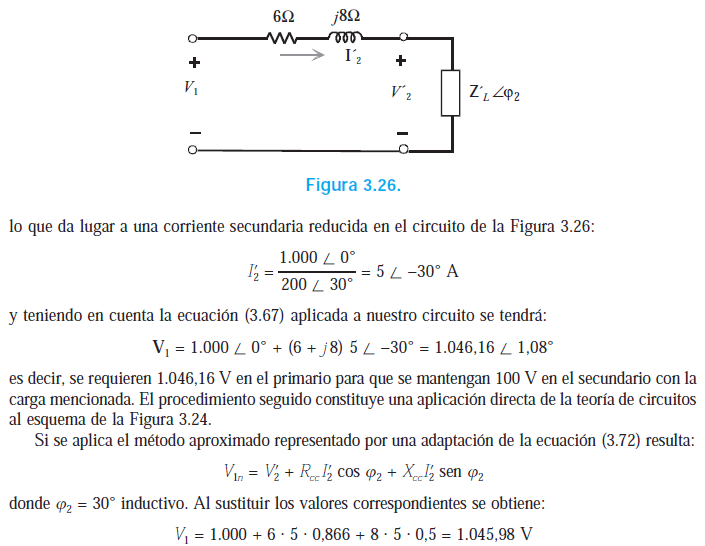 6Ω j8Ω
I´2
+ +
V1 V´2 Z´L ∠φ2
– –
Figura 3.26.
lo que da lugar a una corriente secundaria reducida en el circuito de la Figura 3.26:
I′2 = 1.000 ∠ 0° / 200 ∠ 30° = 5 ∠ –30° A
y teniendo en cuenta la ecuación (3.67) aplicada a nuestro circuito se tendrá:
V1 = 1.000 ∠ 0° + (6 + j8) 5 ∠ –30° = 1.046,16 ∠ 1,08°
es decir, se requieren 1.046,16 V en el primario para que se mantengan 100 V en el secundario con la
carga mencionada. El procedimiento seguido constituye una aplicación directa de la teoría de circuitos
al esquema de la Figura 3.24.
Si se aplica el método aproximado representado por una adaptación de la ecuación (3.72) resulta:
V1n = V′2 + RccI′2 cos φ2 + XccI′2 sen φ2
donde φ2 = 30° inductivo. Al sustituir los valores correspondientes se obtiene:
V1 = 1.000 + 6 · 5 · 0,866 + 8 · 5 · 0,5 = 1.045,98 V